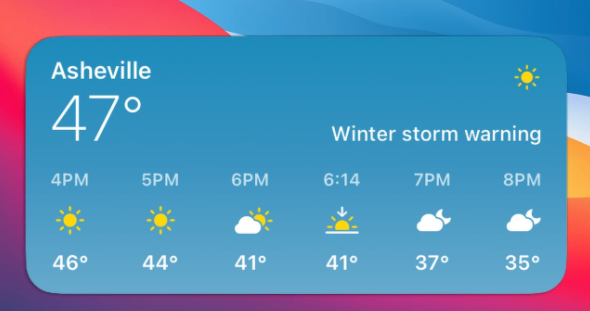 Asheville
47°
Winter storm warning
4PM 5PM 6PM 6:14 7PM 8PM
46° 44° 41° 41° 37° 35°